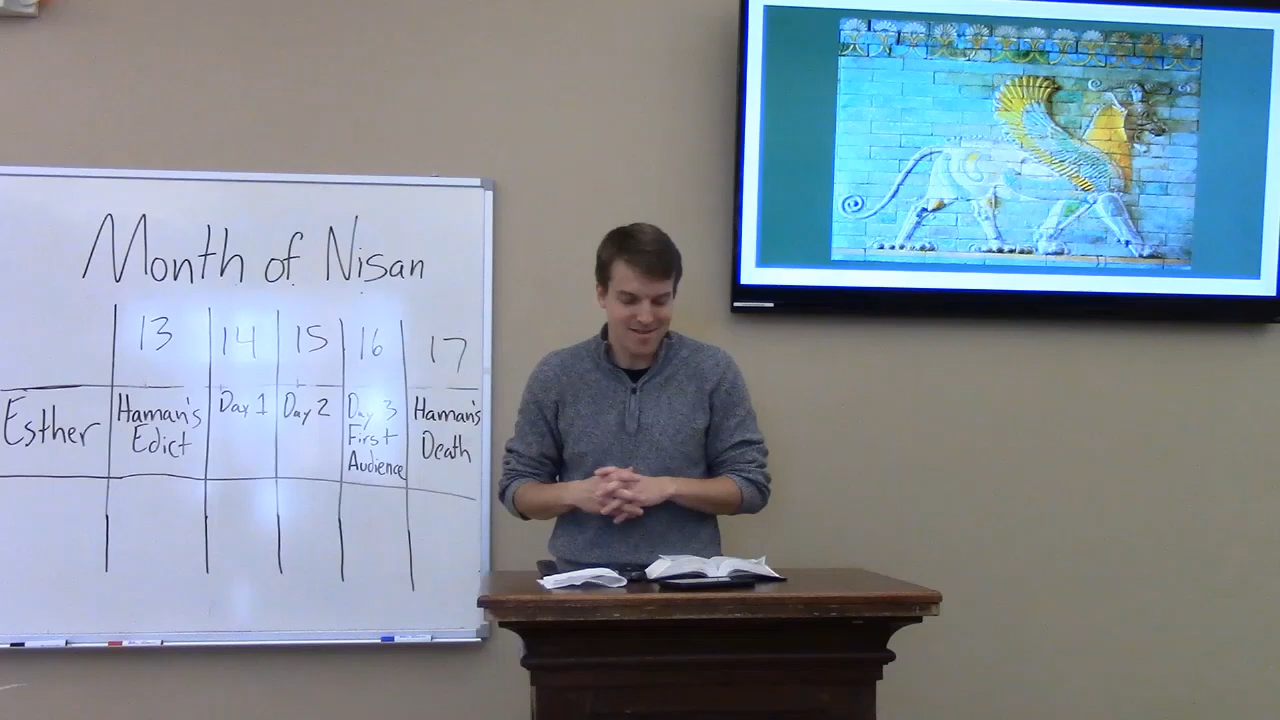 Month of Nisan
13 14 15 16 17
Esther Haman's Edict Day 1 Day 2 Day 3 First Audience Haman's Death